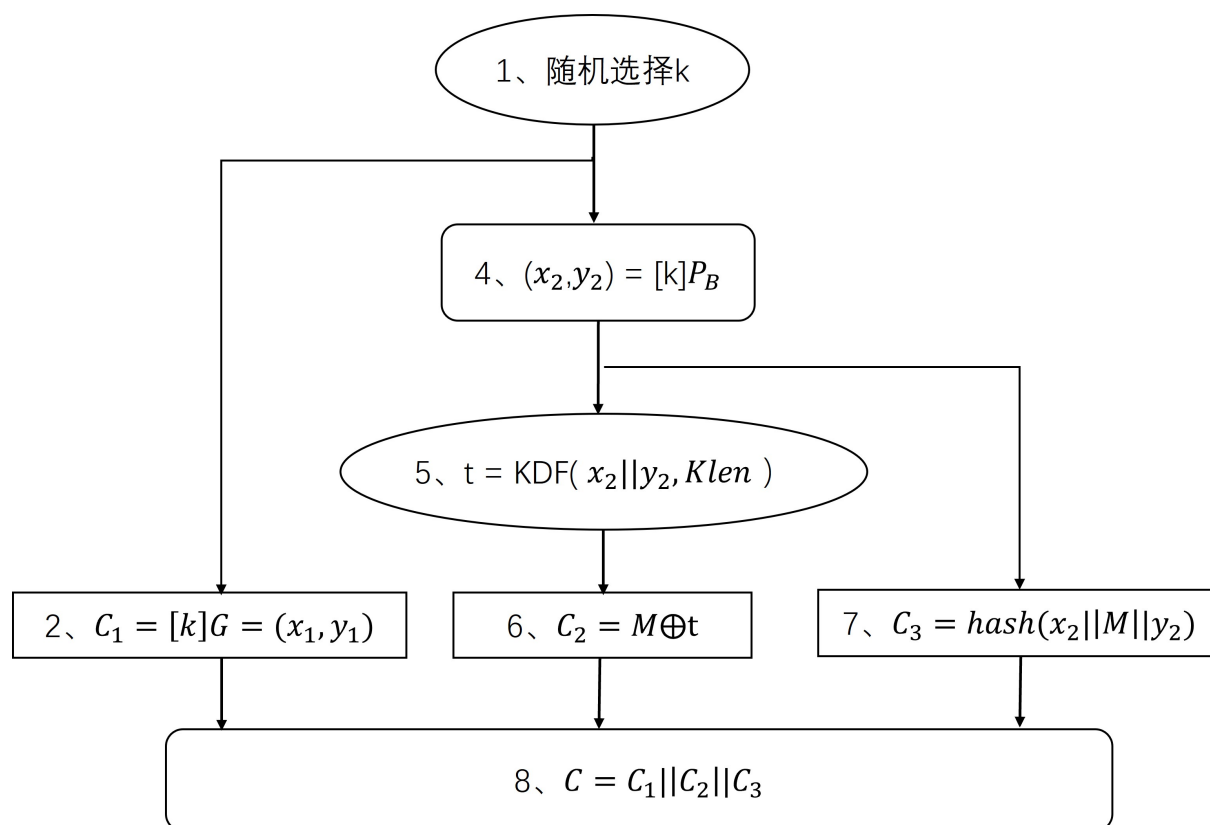 1、随机选择k
4、(x₂,y₂) = [k]P_B
5、t = KDF( x₂||y₂, Klen )
2、C₁ = [k]G = (x₁, y₁)
6、C₂ = M⊕t
7、C₃ = hash(x₂||M||y₂)
8、C = C₁||C₂||C₃